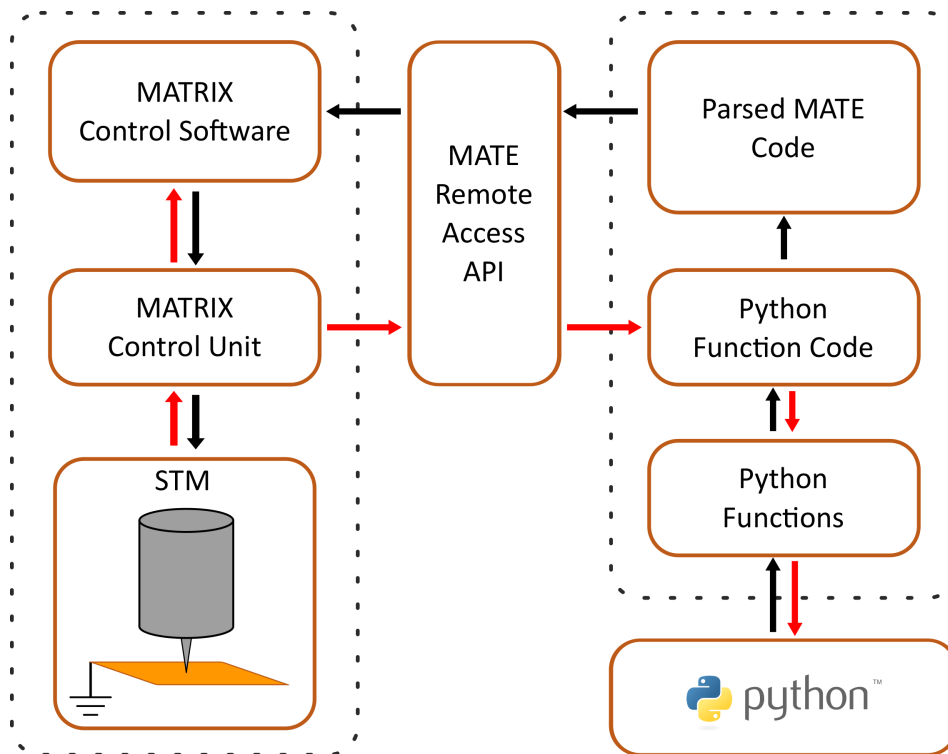 MATRIX
Control Software
MATRIX
Control Unit
STM
MATE
Remote
Access
API
Parsed MATE
Code
Python
Function Code
Python
Functions
python™